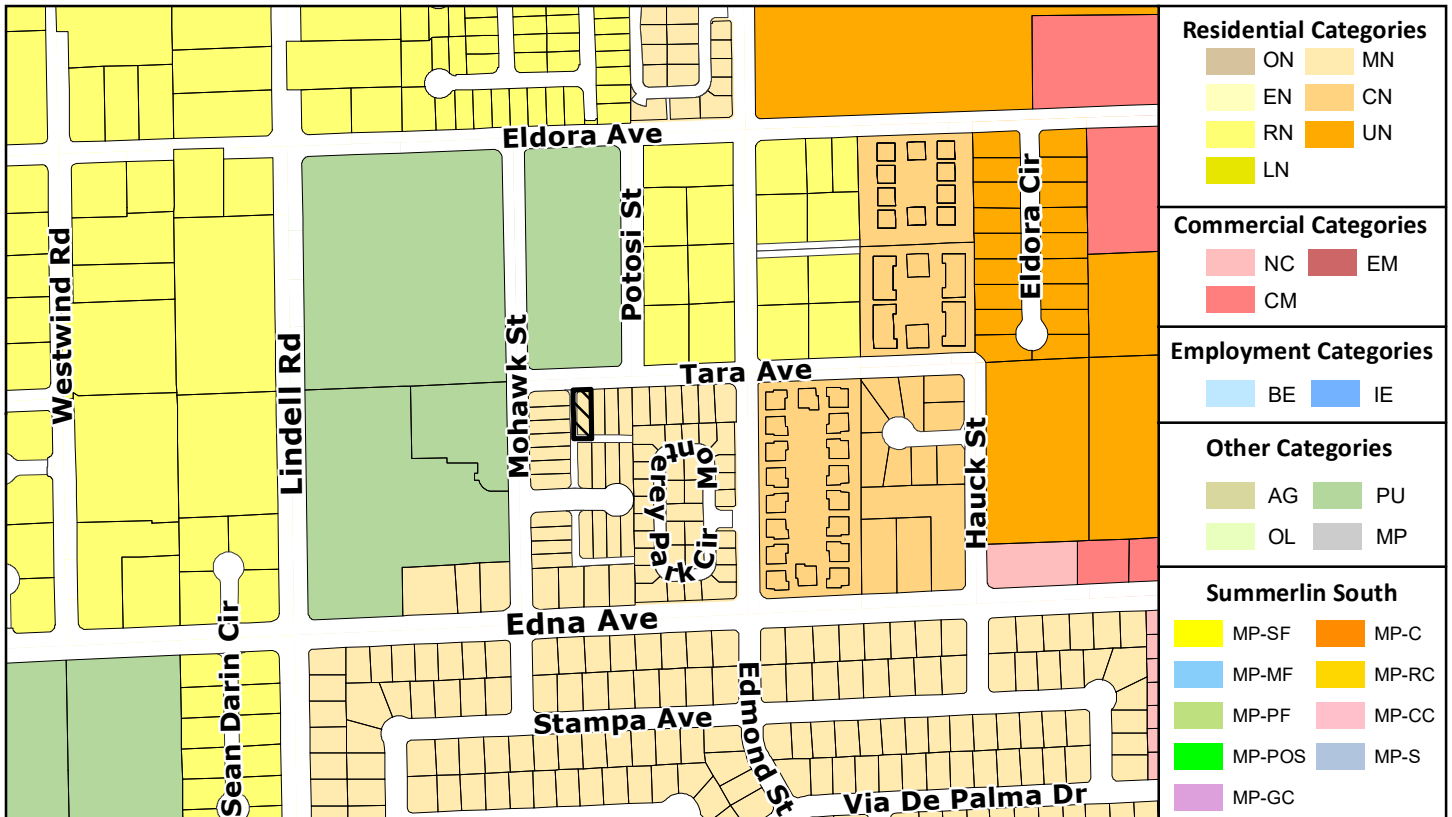 Eldora Ave
Potosi St
Eldora Cir
Westwind Rd
Lindell Rd
Mohawk St
Tara Ave
Monterey Park Cir
Hauck St
Edna Ave
Sean Darin Cir
Stampa Ave
Edmond St
Via De Palma Dr
Residential Categories
ON MN
EN CN
RN UN
LN
Commercial Categories
NC EM
CM
Employment Categories
BE IE
Other Categories
AG PU
OL MP
Summerlin South
MP-SF MP-C
MP-MF MP-RC
MP-PF MP-CC
MP-POS MP-S
MP-GC